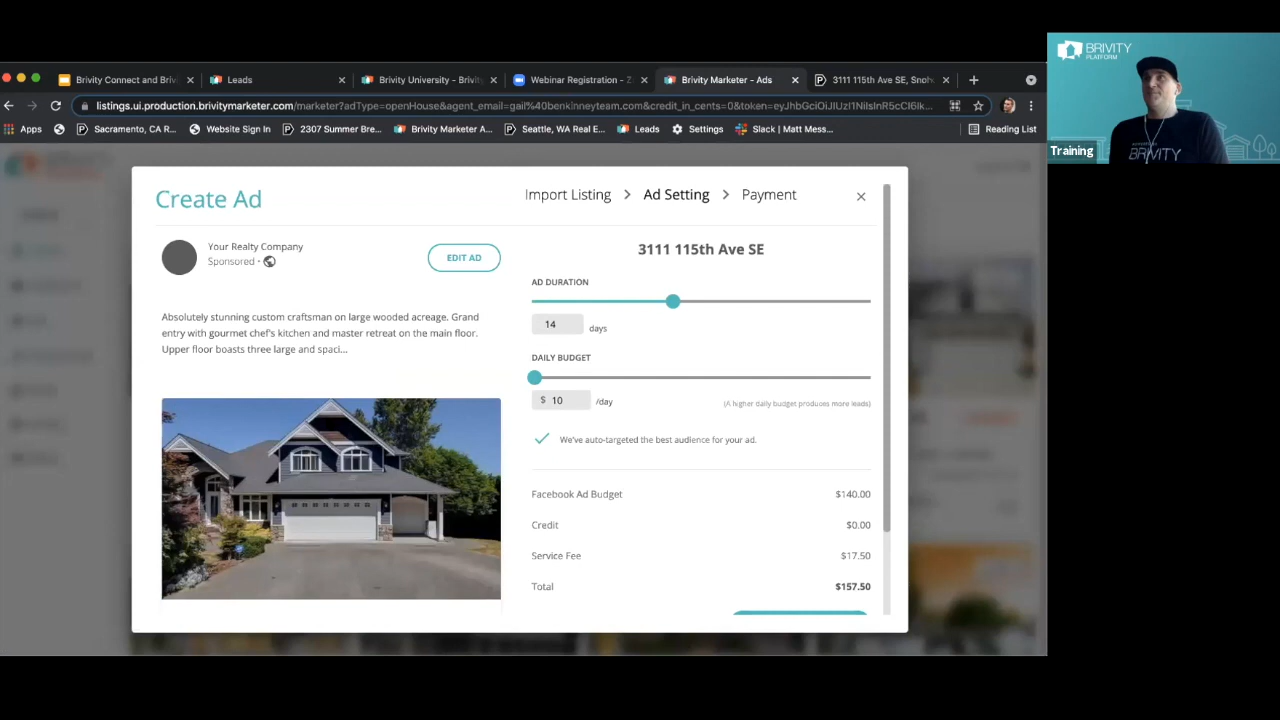 Brivity Connect and Brivi
Leads
Brivity University - Brivity
Webinar Registration - Z
Brivity Marketer - Ads
3111 115th Ave SE, Snoh
listings.ui.production.brivitymarketer.com/marketer?adType=openHouse&agent_email=gail%40benkinneyteam.com&credit_in_cents=0&token=eyJhbGciOiJIUzI1NiIsInR5cCI6Ik...
Apps
Sacramento, CA R...
Website Sign In
2307 Summer Bre...
Brivity Marketer A...
Seattle, WA Real E...
Leads
Settings
Slack | Matt Mess...
Reading List
BRIVITY
PLATFORM
BRIVITY
Training
Create Ad
Import Listing > Ad Setting > Payment
Your Realty Company
Sponsored •
EDIT AD
Absolutely stunning custom craftsman on large wooded acreage. Grand
entry with gourmet chef's kitchen and master retreat on the main floor.
Upper floor boasts three large and spaci...
3111 115th Ave SE
AD DURATION
14 days
DAILY BUDGET
$ 10 /day
(A higher daily budget produces more leads)
We've auto-targeted the best audience for your ad.
Facebook Ad Budget $140.00
Credit $0.00
Service Fee $17.50
Total $157.50